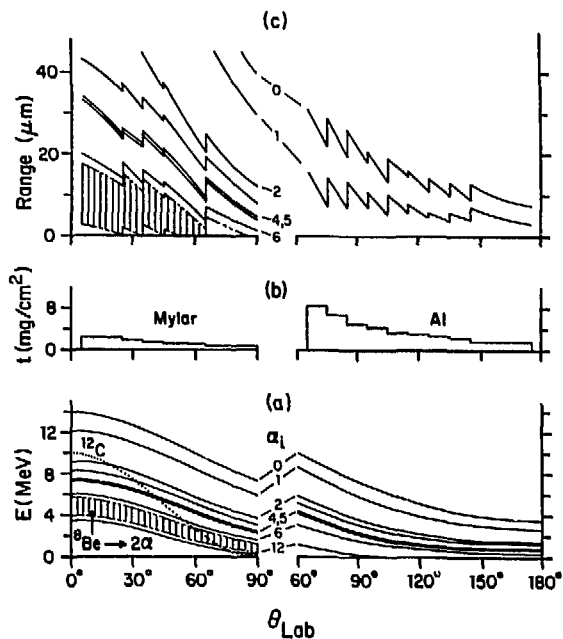 (c)
Range (μm)
40
20
0
0
1
2
4,5
6
(b)
t (mg/cm²)
8
0
Mylar
Al
(a)
E (MeV)
12
8
4
0
αᵢ
¹²C
⁸Be → 2α
0
1
2
4,5
6
12
0° 30° 60° 90° 60° 90° 120° 150° 180°
θLab